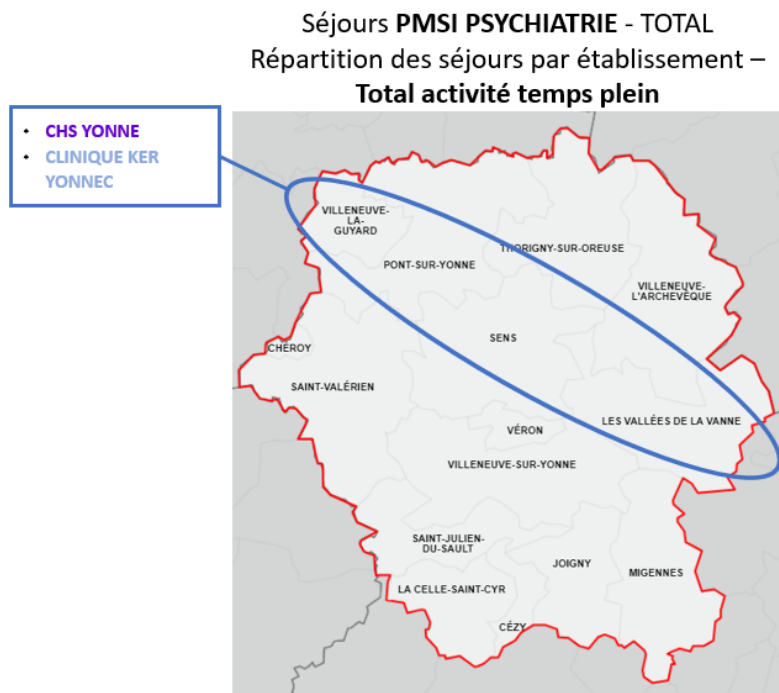 Séjours PMSI PSYCHIATRIE - TOTAL
Répartition des séjours par établissement –
Total activité temps plein
• CHS YONNE
• CLINIQUE KER
YONNEC
VILLENEUVE-
LA-
GUYARD
THORIGNY-SUR-OREUSE
PONT-SUR-YONNE
VILLENEUVE-
L'ARCHEVÊQUE
SENS
CHÉROY
SAINT-VALÉRIEN
LES VALLÉES DE LA VANNE
VÉRON
VILLENEUVE-SUR-YONNE
SAINT-JULIEN-
DU-SAULT
JOIGNY
MIGENNES
LA CELLE-SAINT-CYR
CÉZY